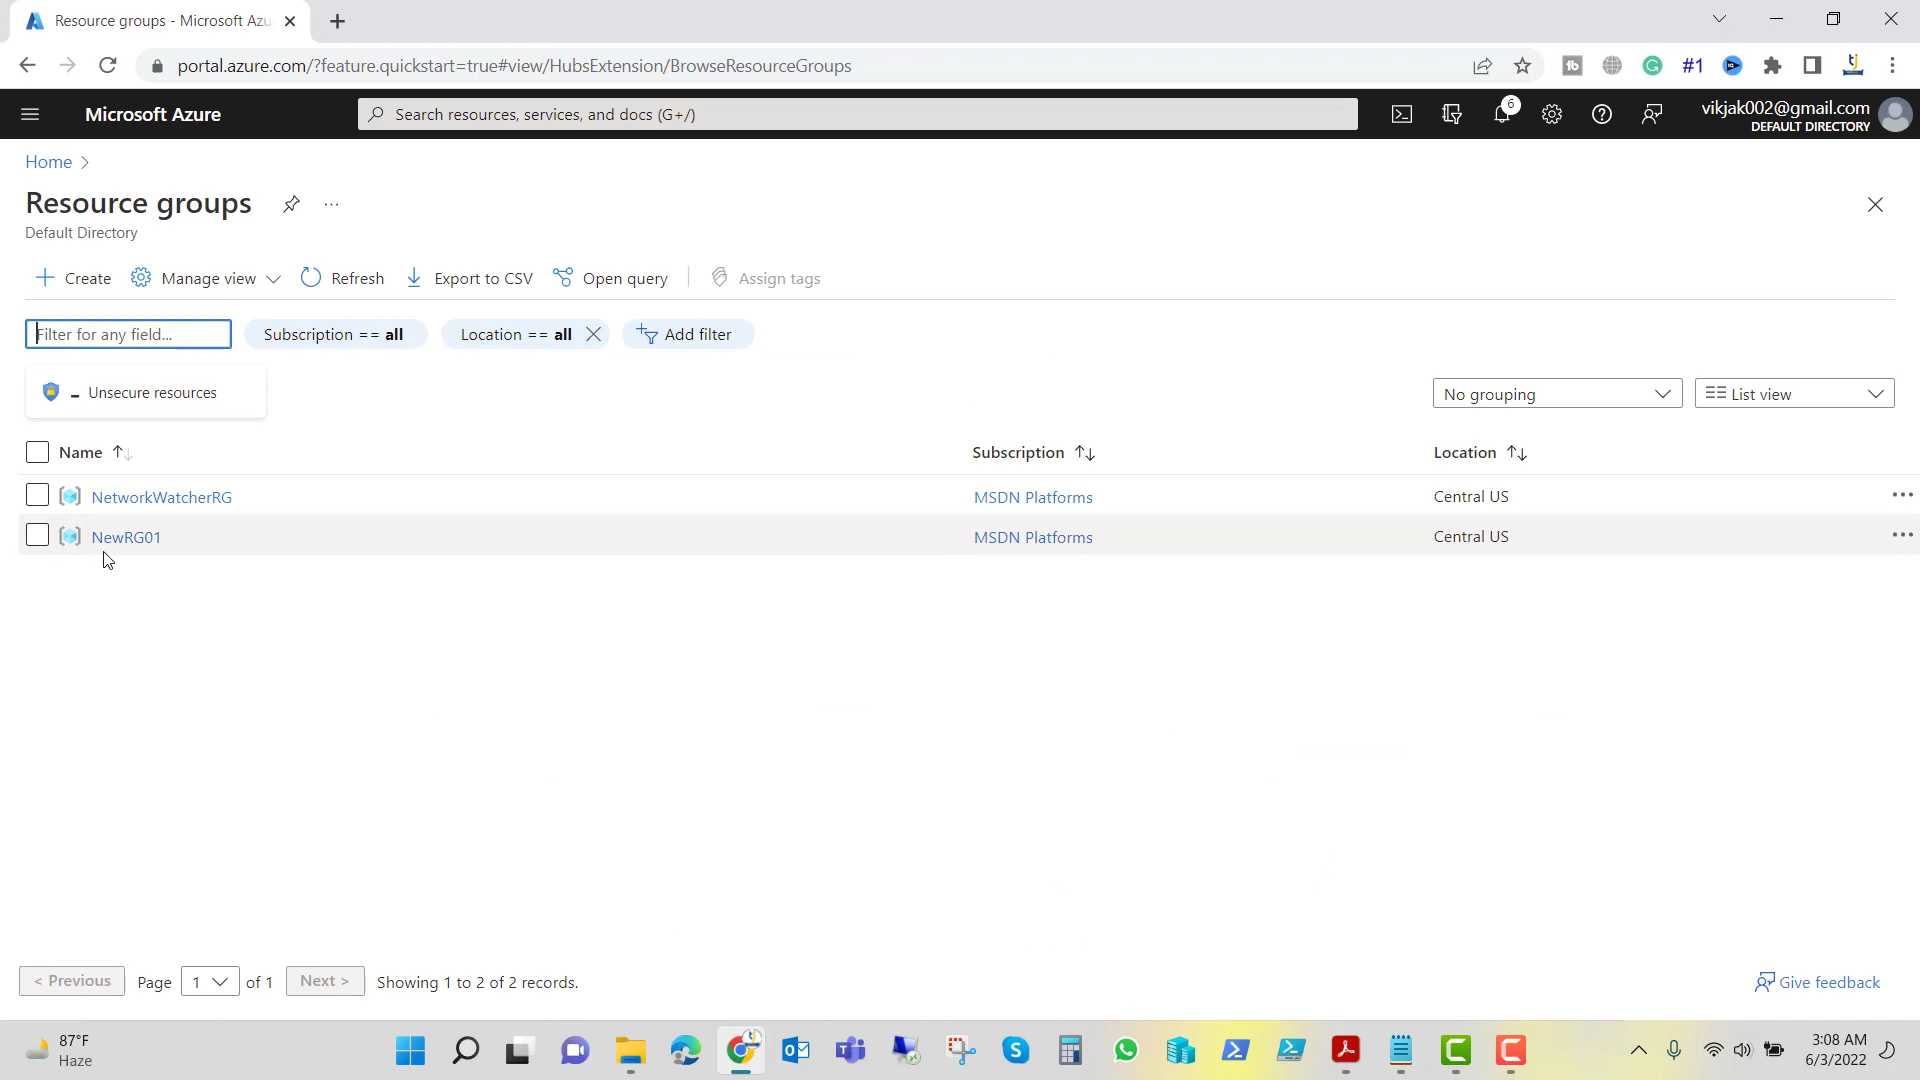 Resource groups - Microsoft Azu
portal.azure.com/?feature.quickstart=true#view/HubsExtension/BrowseResourceGroups
#1
Microsoft Azure
Search resources, services, and docs (G+/)
6
vikjak002@gmail.com
DEFAULT DIRECTORY
Home
Resource groups
Default Directory
Create
Manage view
Refresh
Export to CSV
Open query
Assign tags
Filter for any field...
Subscription == all
Location == all
Add filter
Unsecure resources
No grouping
List view
Name
Subscription
Location
NetworkWatcherRG
MSDN Platforms
Central US
NewRG01
MSDN Platforms
Central US
< Previous
Page
1
of 1
Next >
Showing 1 to 2 of 2 records.
Give feedback
87°F
Haze
3:08 AM
6/3/2022